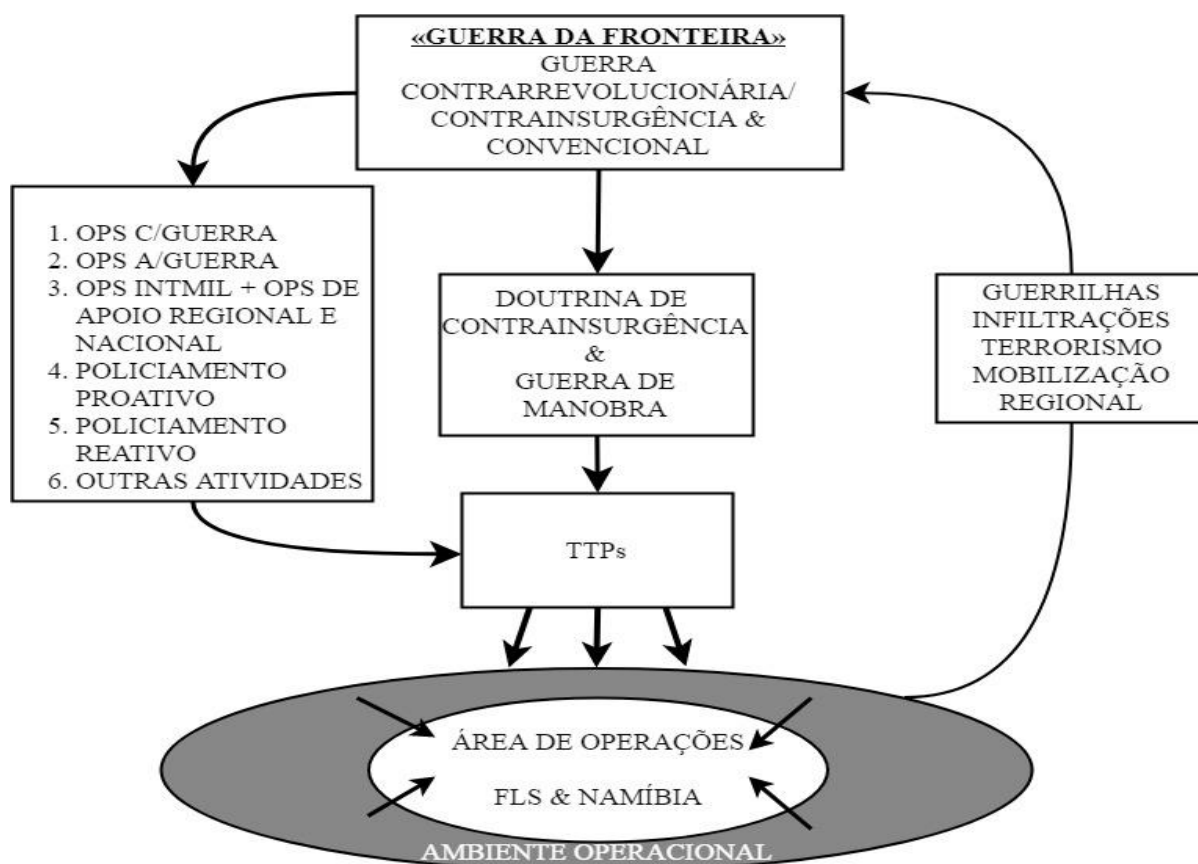 «GUERRA DA FRONTEIRA»
GUERRA
CONTRARREVOLUCIONÁRIA/
CONTRAINSURGÊNCIA &
CONVENCIONAL
1. OPS C/GUERRA
2. OPS A/GUERRA
3. OPS INTMIL + OPS DE
APOIO REGIONAL E
NACIONAL
4. POLICIAMENTO
PROATIVO
5. POLICIAMENTO
REATIVO
6. OUTRAS ATIVIDADES
DOUTRINA DE
CONTRAINSURGÊNCIA
&
GUERRA DE
MANOBRA
GUERRILHAS
INFILTRAÇÕES
TERRORISMO
MOBILIZAÇÃO
REGIONAL
TTPs
ÁREA DE OPERAÇÕES
FLS & NAMÍBIA
AMBIENTE OPERACIONAL